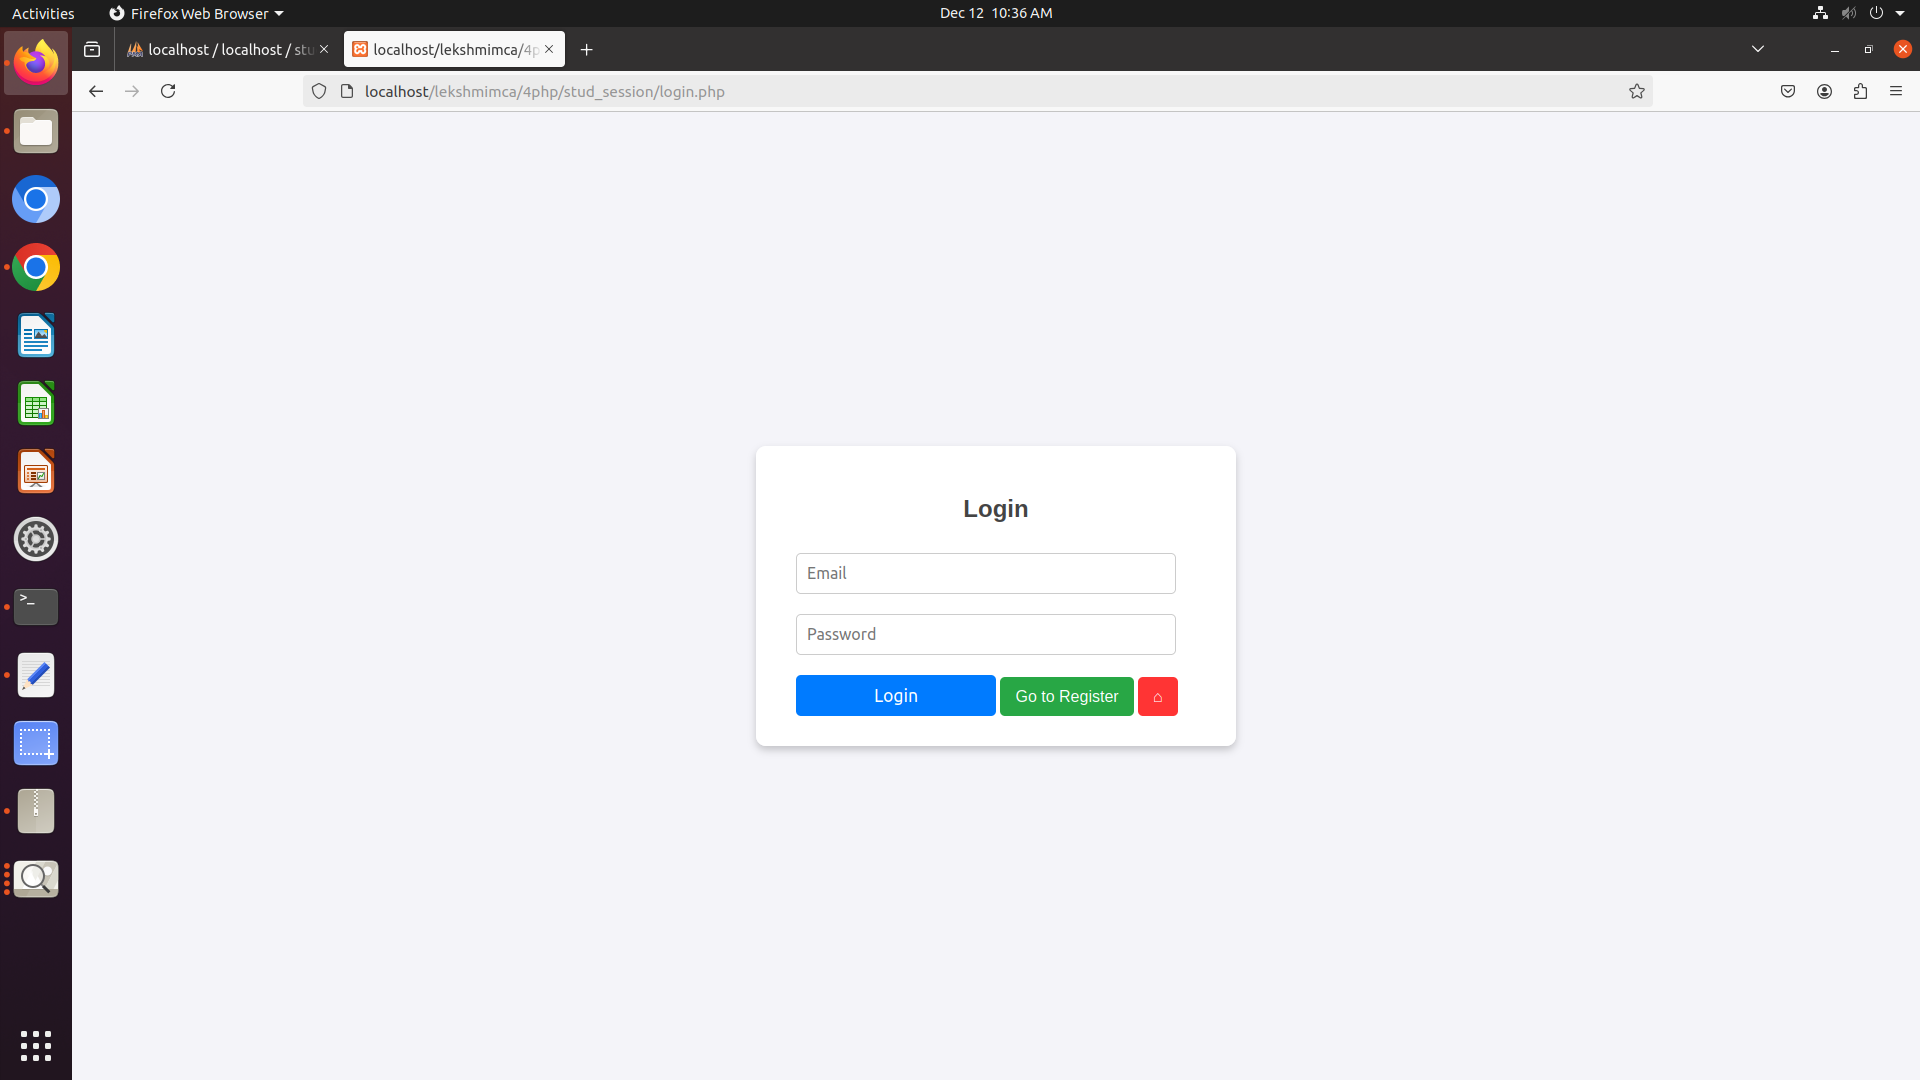 Activities
Firefox Web Browser
Dec 12 10:36 AM
localhost / localhost / stu
localhost/lekshmimca/4p
localhost/lekshmimca/4php/stud_session/login.php
Login
Email
Password
Login
Go to Register